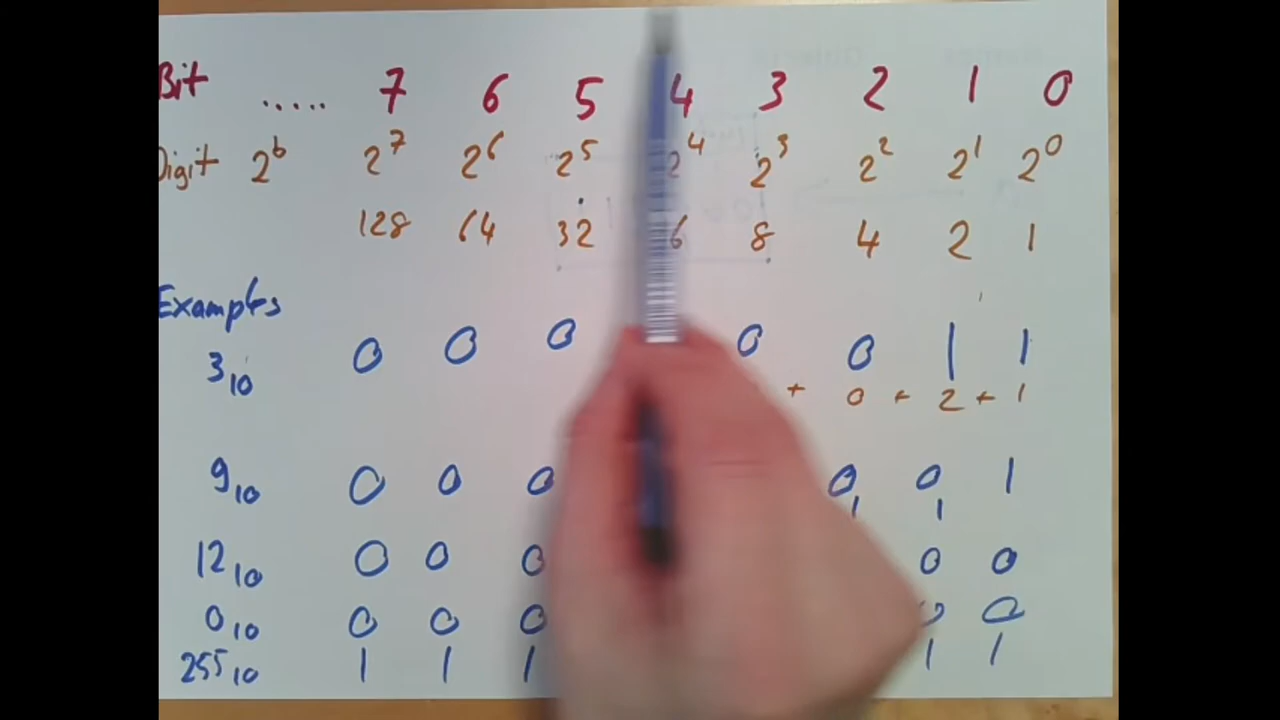 Bit ..... 7 6 5 4 3 2 1 0
Digit 2^b 2^7 2^6 2^5 2^4 2^3 2^2 2^1 2^0
128 64 32 6 8 4 2 1
Examples
3₁₀ 0 0 0 0 0 1 1
+ 0 + 2 + 1
9₁₀ 0 0 0 0 0 1
12₁₀ 0 0 0 0 0
0₁₀ 0 0 0 0 0
255₁₀ 1 1 1 1 1